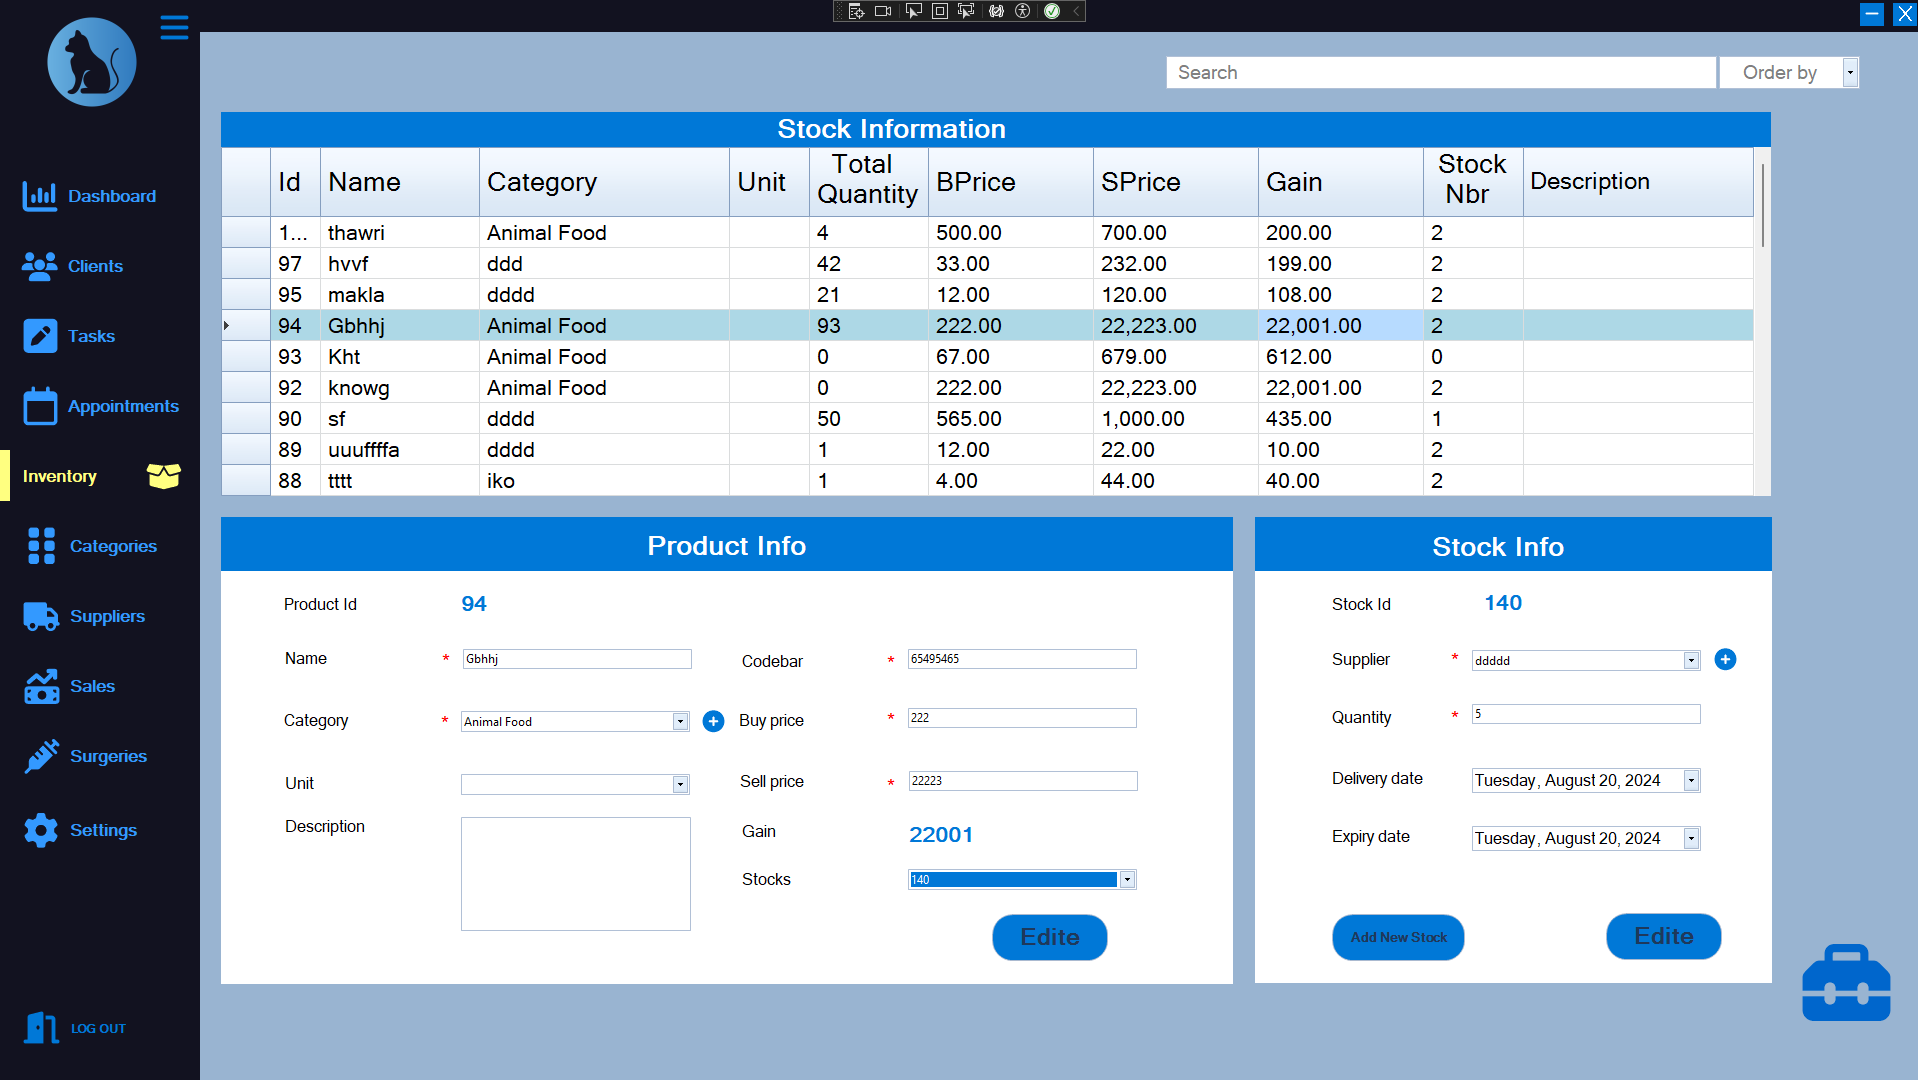 Search
Order by
Stock Information
Id Name Category Unit Total Quantity BPrice SPrice Gain Stock Nbr Description
1... thawri Animal Food 4 500.00 700.00 200.00 2
97 hvvf ddd 42 33.00 232.00 199.00 2
95 makla dddd 21 12.00 120.00 108.00 2
94 Gbhhj Animal Food 93 222.00 22,223.00 22,001.00 2
93 Kht Animal Food 0 67.00 679.00 612.00 0
92 knowg Animal Food 0 222.00 22,223.00 22,001.00 2
90 sf dddd 50 565.00 1,000.00 435.00 1
89 uuuffffa dddd 1 12.00 22.00 10.00 2
88 tttt iko 1 4.00 44.00 40.00 2
Dashboard
Clients
Tasks
Appointments
Inventory
Categories
Suppliers
Sales
Surgeries
Settings
LOG OUT
Product Info
Product Id 94
Name * Gbhhj
Category * Animal Food
Unit
Description
Codebar * 65495465
Buy price * 222
Sell price * 22223
Gain 22001
Stocks 140
Edite
Stock Info
Stock Id 140
Supplier * ddddd
Quantity * 5
Delivery date Tuesday, August 20, 2024
Expiry date Tuesday, August 20, 2024
Add New Stock
Edite